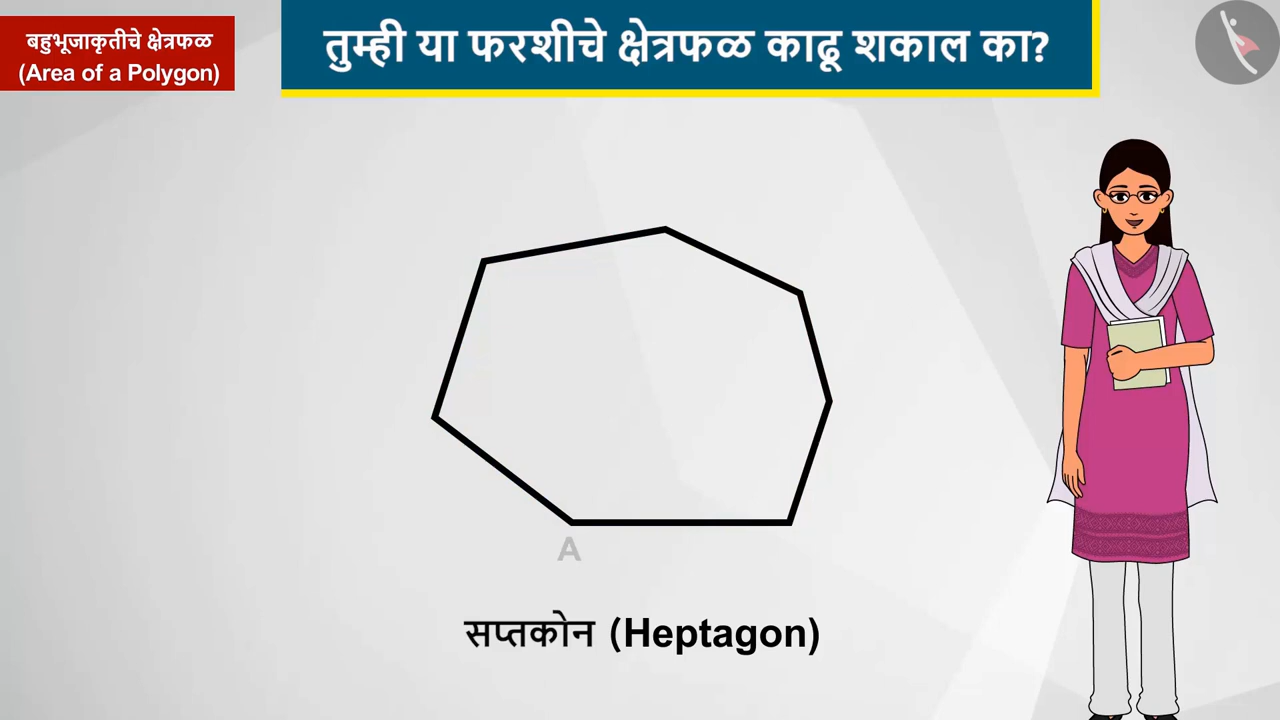 बहुभूजाकृतीचे क्षेत्रफळ
(Area of a Polygon)
तुम्ही या फरशीचे क्षेत्रफळ काढू शकाल का?
A
सप्तकोन (Heptagon)